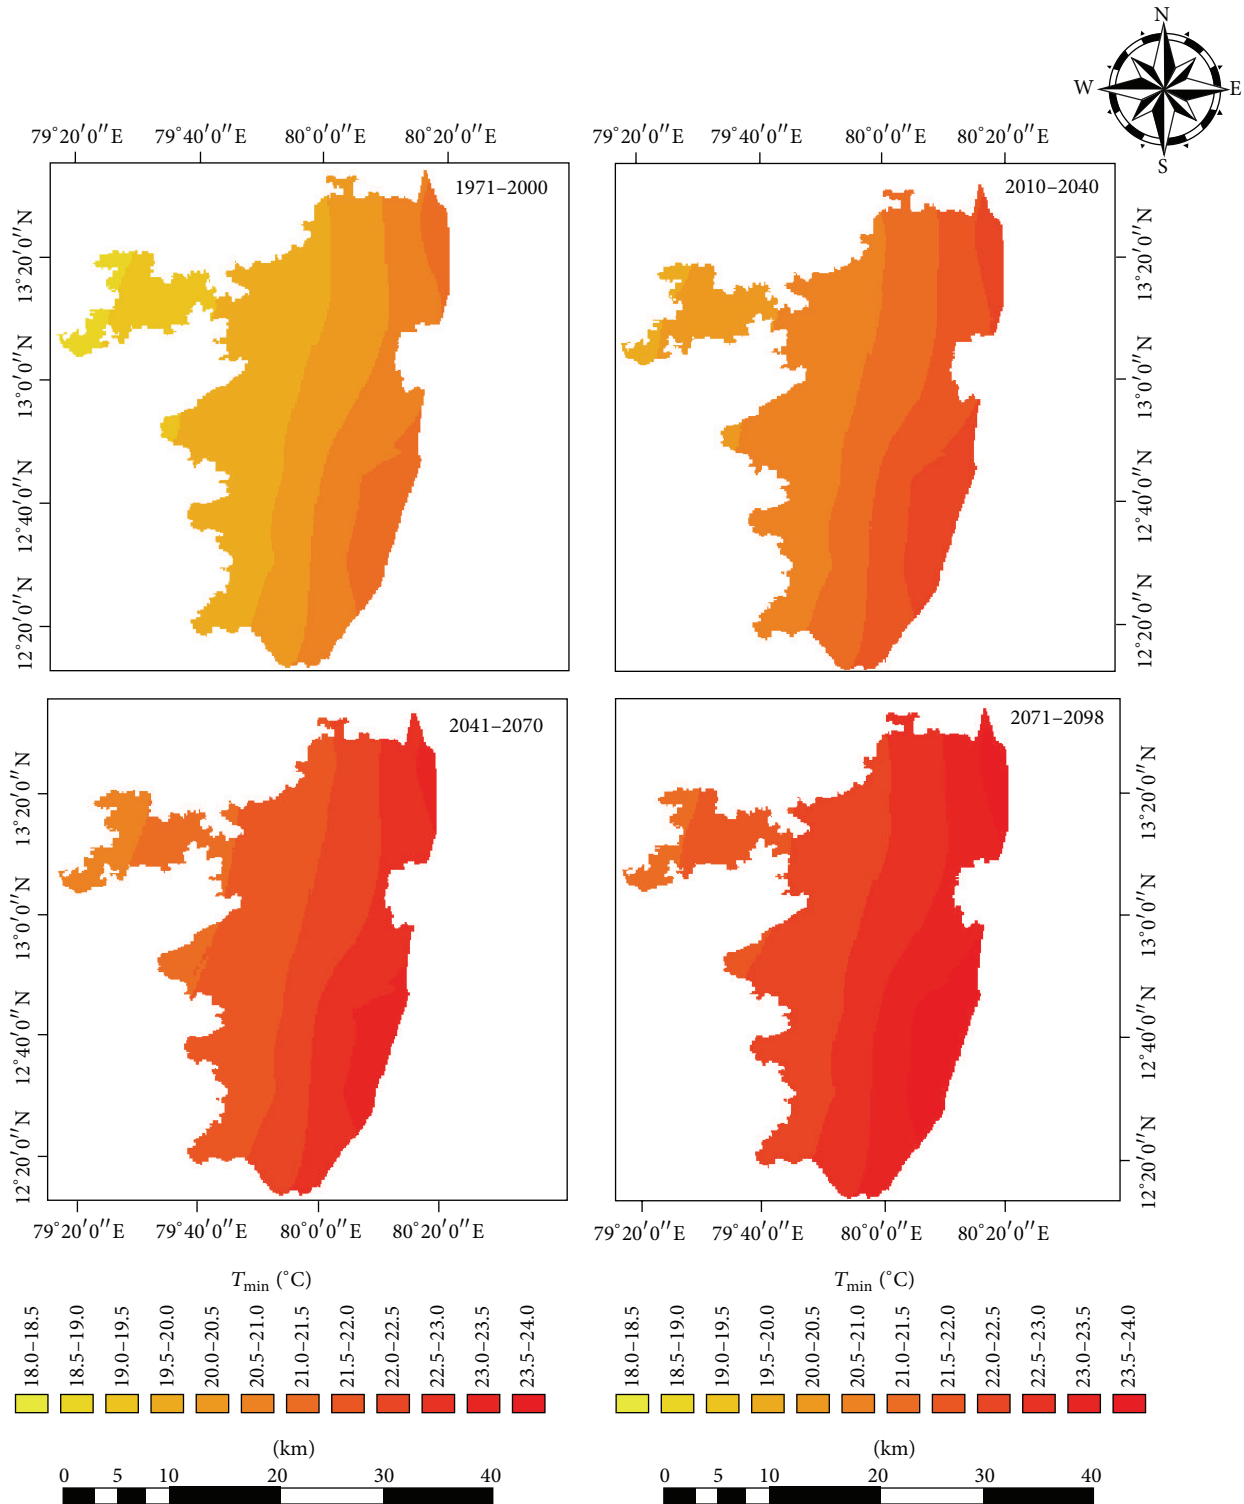 N
W E
S
79°20′0″E 79°40′0″E 80°0′0″E 80°20′0″E
79°20′0″E 79°40′0″E 80°0′0″E 80°20′0″E
1971–2000
2010–2040
13°20′0″N
13°0′0″N
12°40′0″N
12°20′0″N
13°20′0″N
13°0′0″N
12°40′0″N
12°20′0″N
2041–2070
2071–2098
13°20′0″N
13°0′0″N
12°40′0″N
12°20′0″N
13°20′0″N
13°0′0″N
12°40′0″N
12°20′0″N
79°20′0″E 79°40′0″E 80°0′0″E 80°20′0″E
79°20′0″E 79°40′0″E 80°0′0″E 80°20′0″E
Tmin (°C)
18.0–18.5
18.5–19.0
19.0–19.5
19.5–20.0
20.0–20.5
20.5–21.0
21.0–21.5
21.5–22.0
22.0–22.5
22.5–23.0
23.0–23.5
23.5–24.0
(km)
0 5 10 20 30 40
Tmin (°C)
18.0–18.5
18.5–19.0
19.0–19.5
19.5–20.0
20.0–20.5
20.5–21.0
21.0–21.5
21.5–22.0
22.0–22.5
22.5–23.0
23.0–23.5
23.5–24.0
(km)
0 5 10 20 30 40